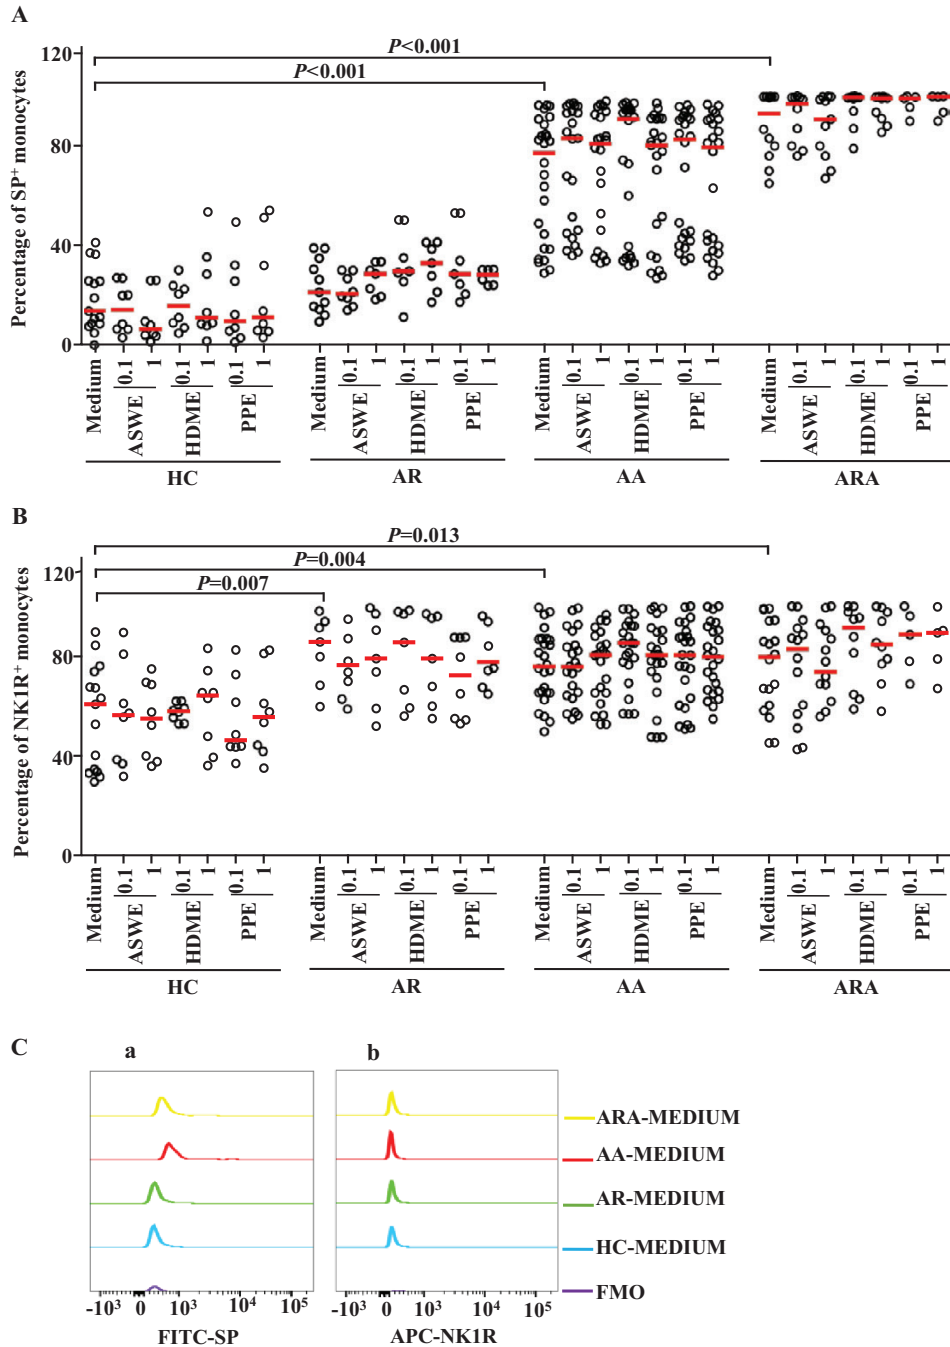 A
Percentage of SP+ monocytes
120
80
40
0
P<0.001
P<0.001
Medium 0.1 1 0.1 1 0.1 1 Medium 0.1 1 0.1 1 0.1 1 Medium 0.1 1 0.1 1 0.1 1 Medium 0.1 1 0.1 1 0.1 1
ASWE HDME PPE ASWE HDME PPE ASWE HDME PPE ASWE HDME PPE
HC AR AA ARA
B
Percentage of NK1R+ monocytes
120
80
40
0
P=0.013
P=0.004
P=0.007
Medium 0.1 1 0.1 1 0.1 1 Medium 0.1 1 0.1 1 0.1 1 Medium 0.1 1 0.1 1 0.1 1 Medium 0.1 1 0.1 1 0.1 1
ASWE HDME PPE ASWE HDME PPE ASWE HDME PPE ASWE HDME PPE
HC AR AA ARA
C
a b
ARA-MEDIUM
AA-MEDIUM
AR-MEDIUM
HC-MEDIUM
FMO
-10³ 0 10³ 10⁴ 10⁵ -10³ 0 10³ 10⁴ 10⁵
FITC-SP APC-NK1R